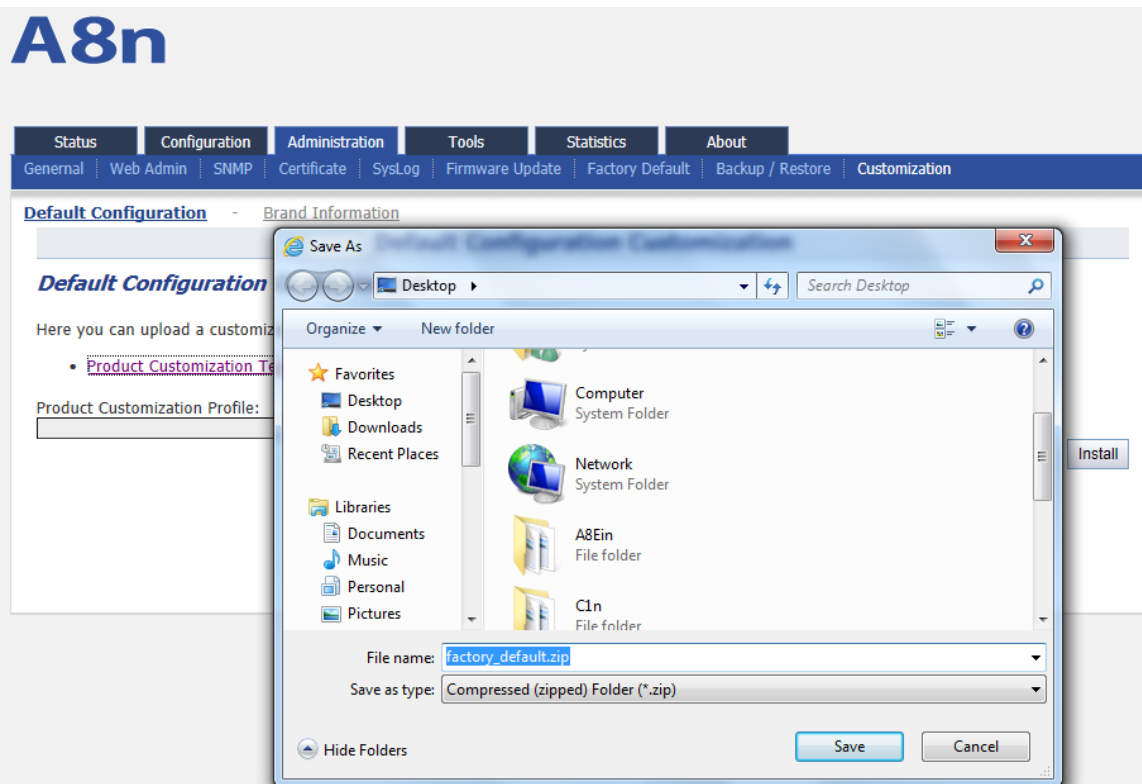 A8n
Status Configuration Administration Tools Statistics About
Genernal Web Admin SNMP Certificate SysLog Firmware Update Factory Default Backup / Restore Customization
Default Configuration - Brand Information
Default Configuration Customization
Default Configuration
Here you can upload a customiz
Product Customization Te
Product Customization Profile:
Install
Save As
Desktop
Search Desktop
Organize New folder
Favorites
Desktop
Downloads
Recent Places
Libraries
Documents
Music
Personal
Pictures
Computer
System Folder
Network
System Folder
A8Ein
File folder
C1n
File folder
File name: factory_default.zip
Save as type: Compressed (zipped) Folder (*.zip)
Hide Folders
Save Cancel